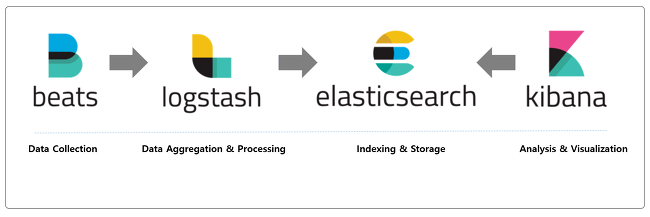 beats
logstash
elasticsearch
kibana
Data Collection
Data Aggregation & Processing
Indexing & Storage
Analysis & Visualization